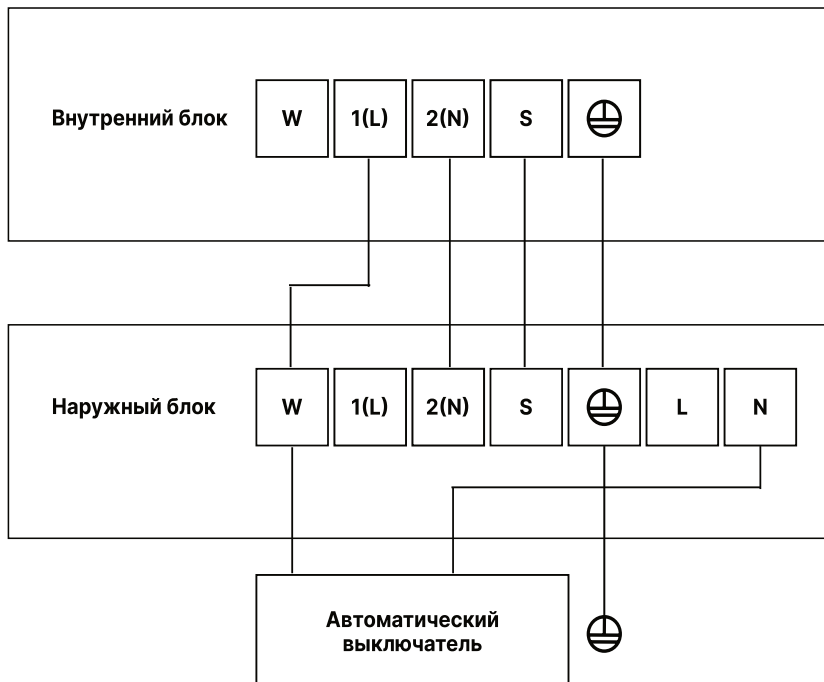 Внутренний блок W 1(L) 2(N) S
Наружный блок W 1(L) 2(N) S L N
Автоматический
выключатель